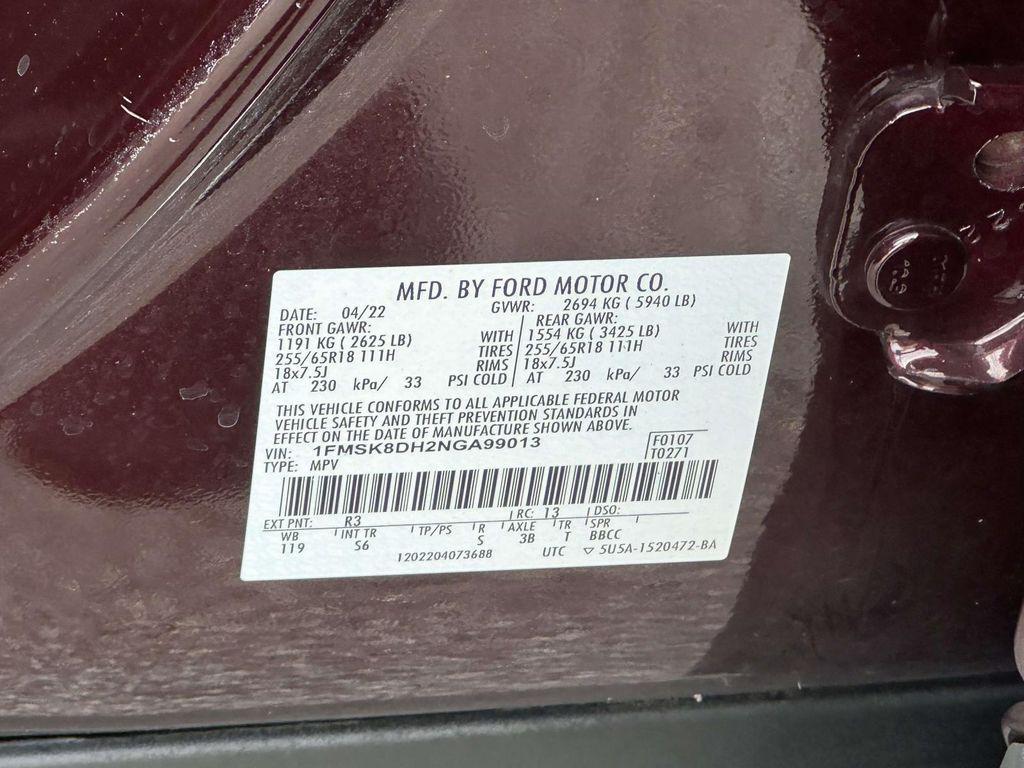 MFD. BY FORD MOTOR CO.
DATE: 04/22 GVWR: 2694 KG ( 5940 LB)
FRONT GAWR: REAR GAWR:
1191 KG ( 2625 LB) WITH 1554 KG ( 3425 LB) WITH
255/65R18 111H TIRES 255/65R18 111H TIRES
18x7.5J RIMS 18x7.5J RIMS
AT 230 kPa/ 33 PSI COLD AT 230 kPa/ 33 PSI COLD
THIS VEHICLE CONFORMS TO ALL APPLICABLE FEDERAL MOTOR
VEHICLE SAFETY AND THEFT PREVENTION STANDARDS IN
EFFECT ON THE DATE OF MANUFACTURE SHOWN ABOVE.
VIN: 1FMSK8DH2NGA99013 F0107
TYPE: MPV T0271
EXT PNT: R3 RC: 13 DSO:
WB INT TR TP/PS R AXLE TR SPR
119 S6 S 3B T BBCC
1202204073688 UTC ▽ 5U5A-1520472-BA